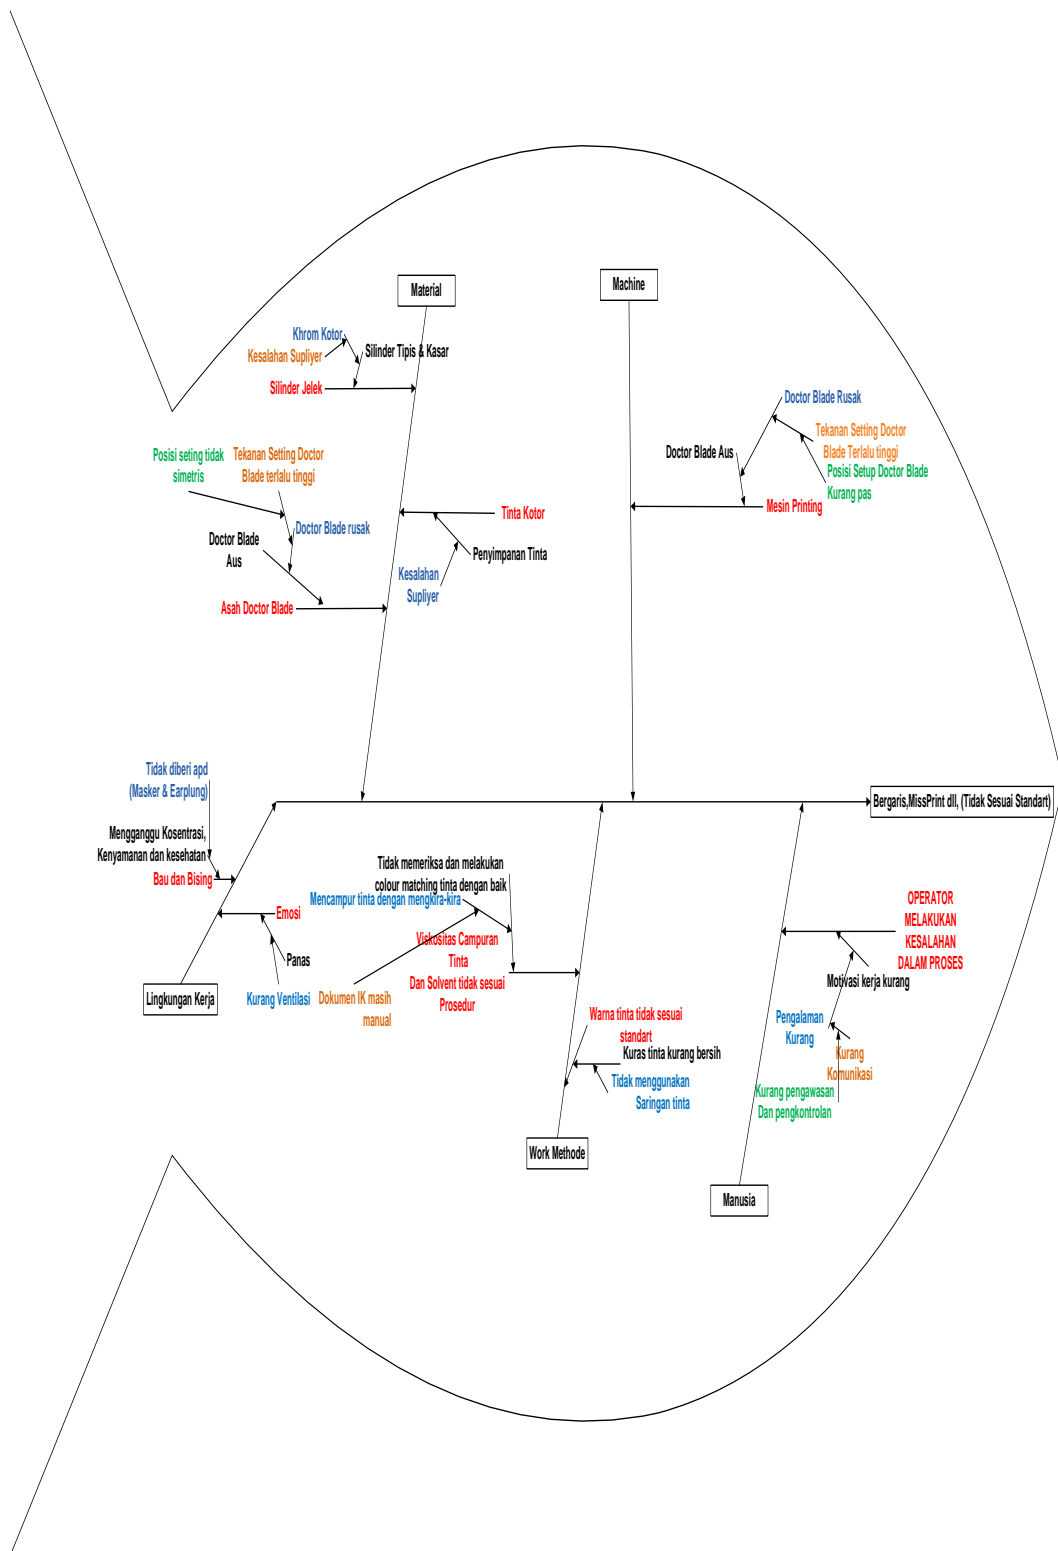 Material
Machine
Khrom Kotor
Kesalahan Supliyer
Silinder Tipis & Kasar
Silinder Jelek
Doctor Blade Rusak
Tekanan Setting Doctor
Blade Terlalu tinggi
Posisi Setup Doctor Blade
Kurang pas
Doctor Blade Aus
Mesin Printing
Posisi seting tidak
simetris
Tekanan Setting Doctor
Blade terlalu tinggi
Doctor Blade rusak
Doctor Blade
Aus
Asah Doctor Blade
Tinta Kotor
Penyimpanan Tinta
Kesalahan
Supliyer
Tidak diberi apd
(Masker & Earplung)
Mengganggu Kosentrasi,
Kenyamanan dan kesehatan
Bau dan Bising
Emosi
Panas
Kurang Ventilasi
Lingkungan Kerja
Bergaris,MissPrint dll, (Tidak Sesuai Standart)
Tidak memeriksa dan melakukan
colour matching tinta dengan baik
Mencampur tinta dengan mengkira-kira
Viskositas Campuran
Tinta
Dan Solvent tidak sesuai
Prosedur
Dokumen IK masih
manual
Warna tinta tidak sesuai
standart
Kuras tinta kurang bersih
Tidak menggunakan
Saringan tinta
Work Methode
OPERATOR
MELAKUKAN
KESALAHAN
DALAM PROSES
Motivasi kerja kurang
Pengalaman
Kurang
Kurang
Komunikasi
Kurang pengawasan
Dan pengkontrolan
Manusia